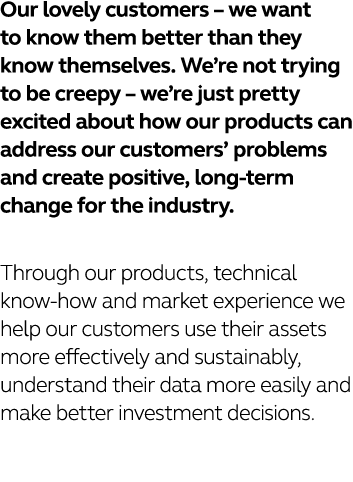 Our lovely customers – we want
to know them better than they
know themselves. We’re not trying
to be creepy – we’re just pretty
excited about how our products can
address our customers’ problems
and create positive, long-term
change for the industry.
Through our products, technical
know-how and market experience we
help our customers use their assets
more effectively and sustainably,
understand their data more easily and
make better investment decisions.